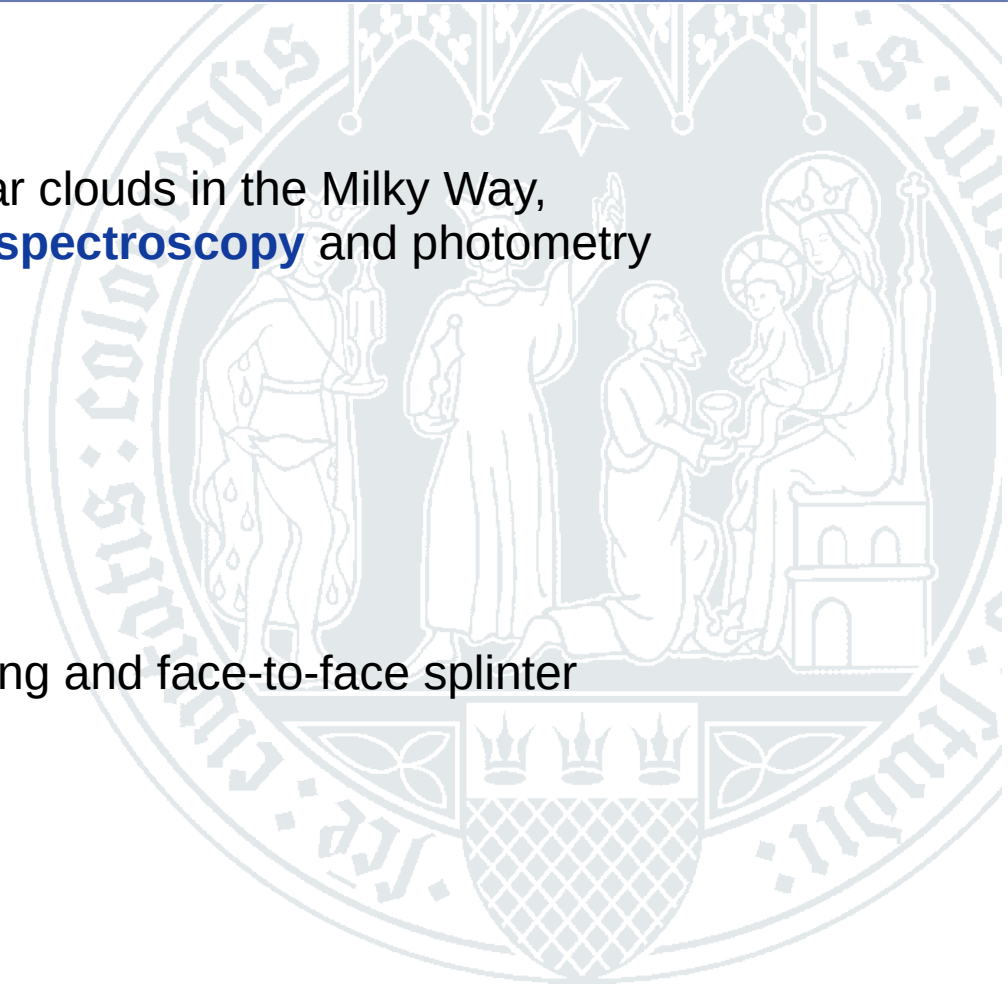 ar clouds in the Milky Way,
spectroscopy and photometry
ng and face-to-face splinter